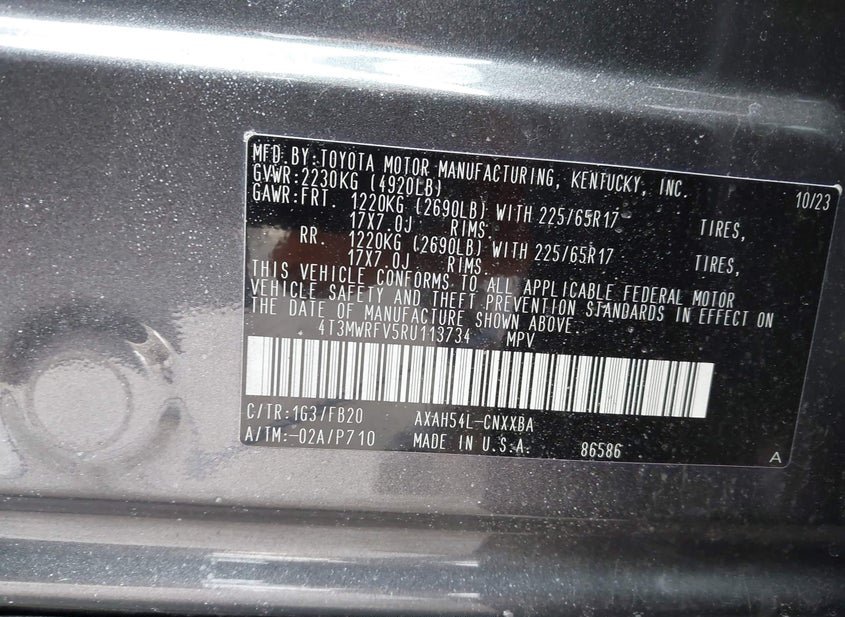 MFD. BY: TOYOTA MOTOR MANUFACTURING, KENTUCKY, INC. 10/23
GVWR: 2230KG (4920LB)
GAWR: FRT. 1220KG (2690LB) WITH 225/65R17 TIRES,
17X7.0J RIMS.
RR. 1220KG (2690LB) WITH 225/65R17 TIRES,
17X7.0J RIMS.
THIS VEHICLE CONFORMS TO ALL APPLICABLE FEDERAL MOTOR
VEHICLE SAFETY AND THEFT PREVENTION STANDARDS IN EFFECT ON
THE DATE OF MANUFACTURE SHOWN ABOVE.
4T3MWRFV5RU113734 MPV
C/TR: 1G3/FB20 AXAH54L-CNXXBA
A/TM: -02A/P710 MADE IN U.S.A. 86586 A